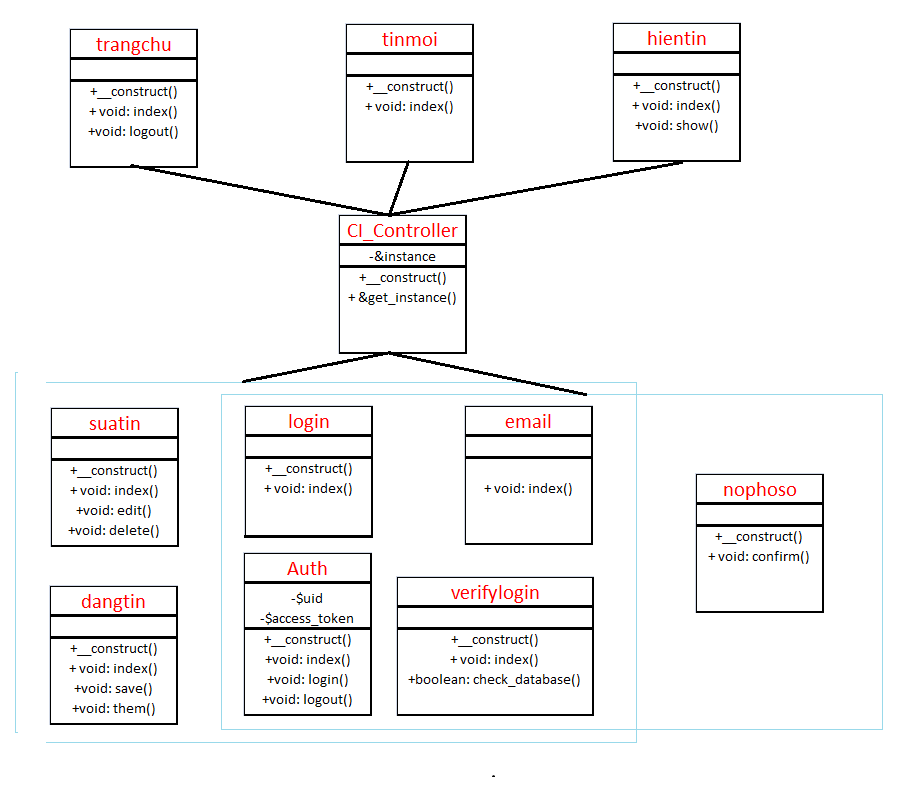 trangchu
+__construct()
+ void: index()
+void: logout()
tinmoi
+__construct()
+ void: index()
hientin
+__construct()
+ void: index()
+void: show()
CI_Controller
-&instance
+__construct()
+ &get_instance()
suatin
+__construct()
+ void: index()
+void: edit()
+void: delete()
login
+__construct()
+ void: index()
email
+ void: index()
nophoso
+__construct()
+ void: confirm()
dangtin
+__construct()
+ void: index()
+void: save()
+void: them()
Auth
-$uid
-$access_token
+__construct()
+void: index()
+void: login()
+void: logout()
verifylogin
+__construct()
+ void: index()
+boolean: check_database()
.